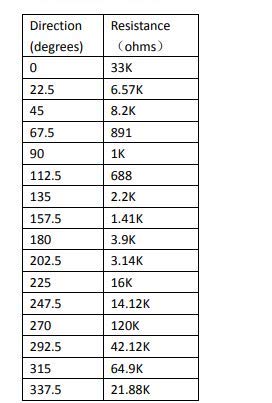 Direction (degrees) Resistance （ohms）
0 33K
22.5 6.57K
45 8.2K
67.5 891
90 1K
112.5 688
135 2.2K
157.5 1.41K
180 3.9K
202.5 3.14K
225 16K
247.5 14.12K
270 120K
292.5 42.12K
315 64.9K
337.5 21.88K